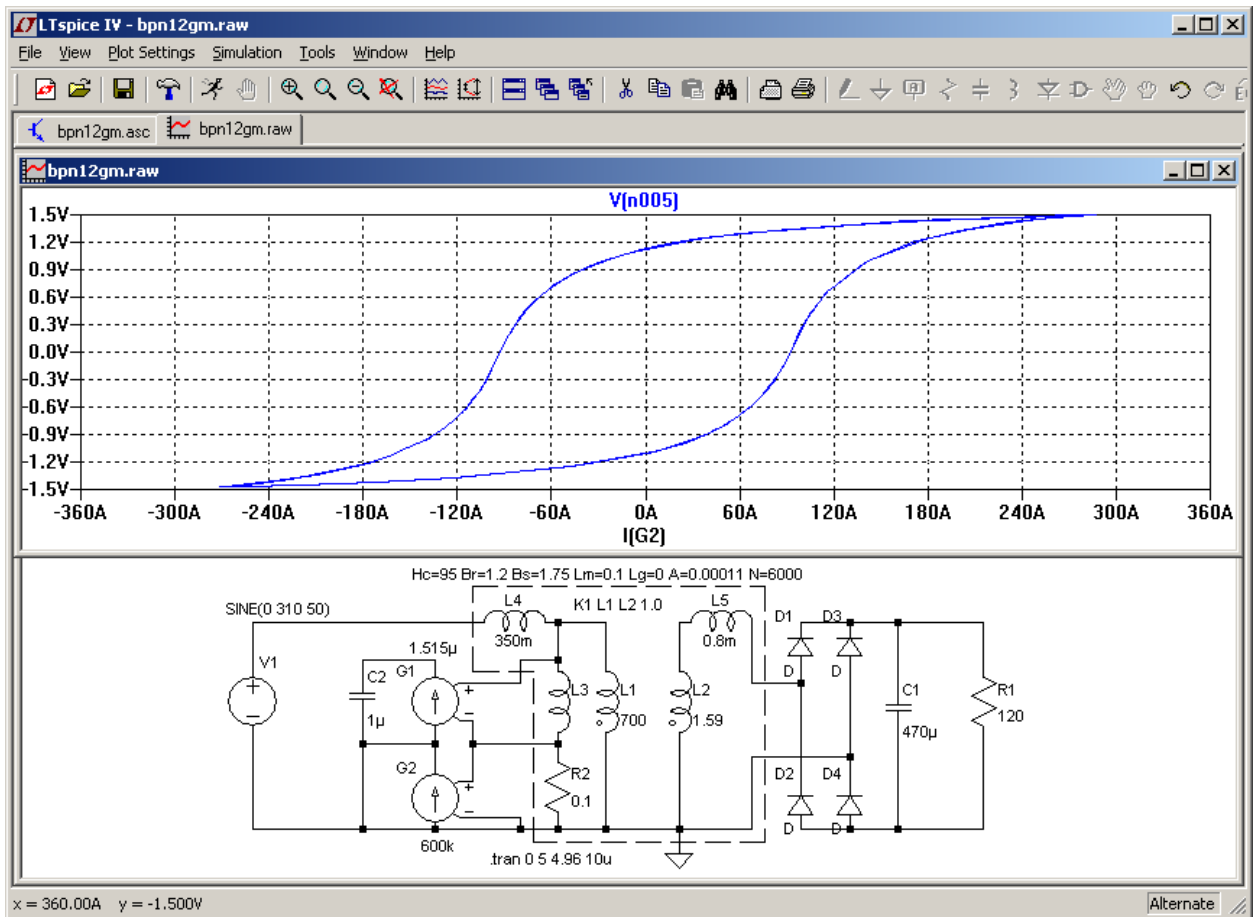 LTspice IV - bpn12gm.raw
File View Plot Settings Simulation Tools Window Help
bpn12gm.asc bpn12gm.raw
bpn12gm.raw
V(n005)
1.5V
1.2V
0.9V
0.6V
0.3V
0.0V
-0.3V
-0.6V
-0.9V
-1.2V
-1.5V
-360A -300A -240A -180A -120A -60A 0A 60A 120A 180A 240A 300A 360A
I(G2)
Hc=95 Br=1.2 Bs=1.75 Lm=0.1 Lg=0 A=0.00011 N=6000
SINE(0 310 50)
L4
K1 L1 L2 1.0
L5
D1
D3
350m
0.8m
1.515µ
V1
C2
G1
D
D
1µ
L3
L1
L2
C1
R1
700
1.59
470µ
120
G2
R2
0.1
D2
D4
D
D
600k
.tran 0 5 4.96 10u
x = 360.00A y = -1.500V
Alternate